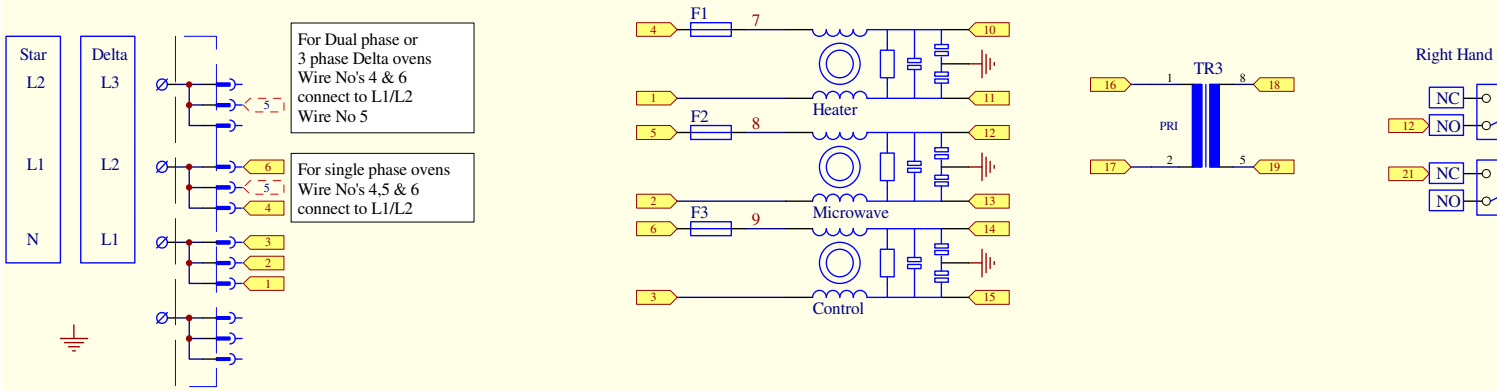 Star
Delta
L2
L3
L1
L2
N
L1
5
6
5
4
3
2
1
For Dual phase or
3 phase Delta ovens
Wire No's 4 & 6
connect to L1/L2
Wire No 5
For single phase ovens
Wire No's 4,5 & 6
connect to L1/L2
F1
4
7
10
1
11
Heater
F2
5
8
12
2
13
Microwave
F3
6
9
14
3
15
Control
TR3
16
1
8
18
PRI
17
2
5
19
Right Hand
NC
12
NO
21
NC
NO